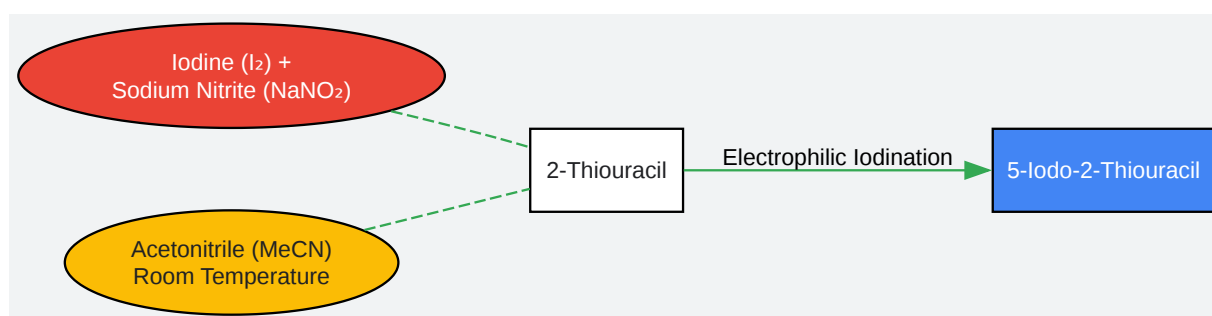 Iodine (I₂) +
Sodium Nitrite (NaNO₂)
2-Thiouracil
Electrophilic Iodination
5-Iodo-2-Thiouracil
Acetonitrile (MeCN)
Room Temperature